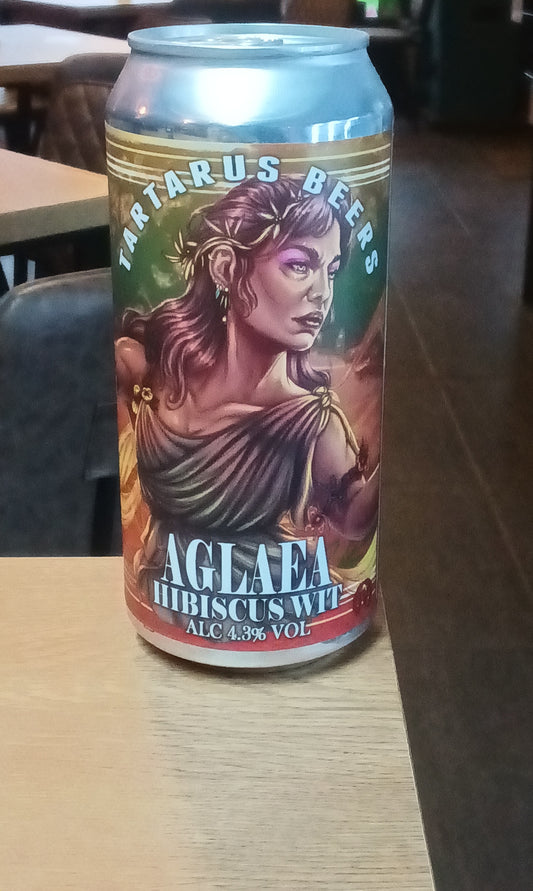 TARTARUS BEERS
AGLAEA
HIBISCUS WIT
ALC 4.3% VOL